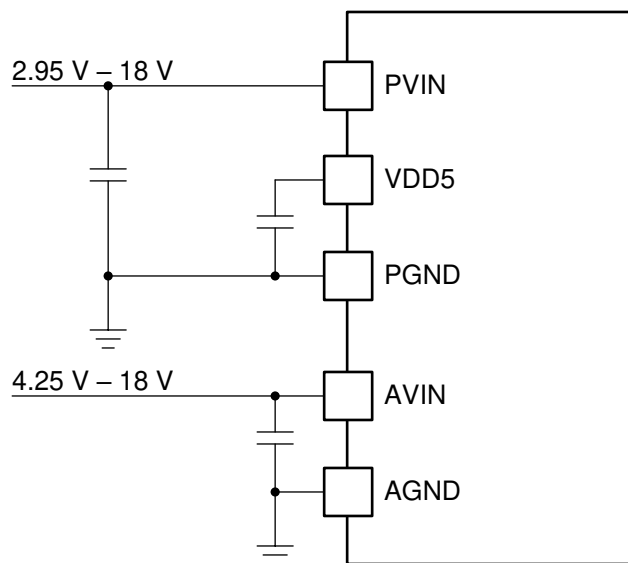 2.95 V – 18 V
PVIN
VDD5
PGND
4.25 V – 18 V
AVIN
AGND